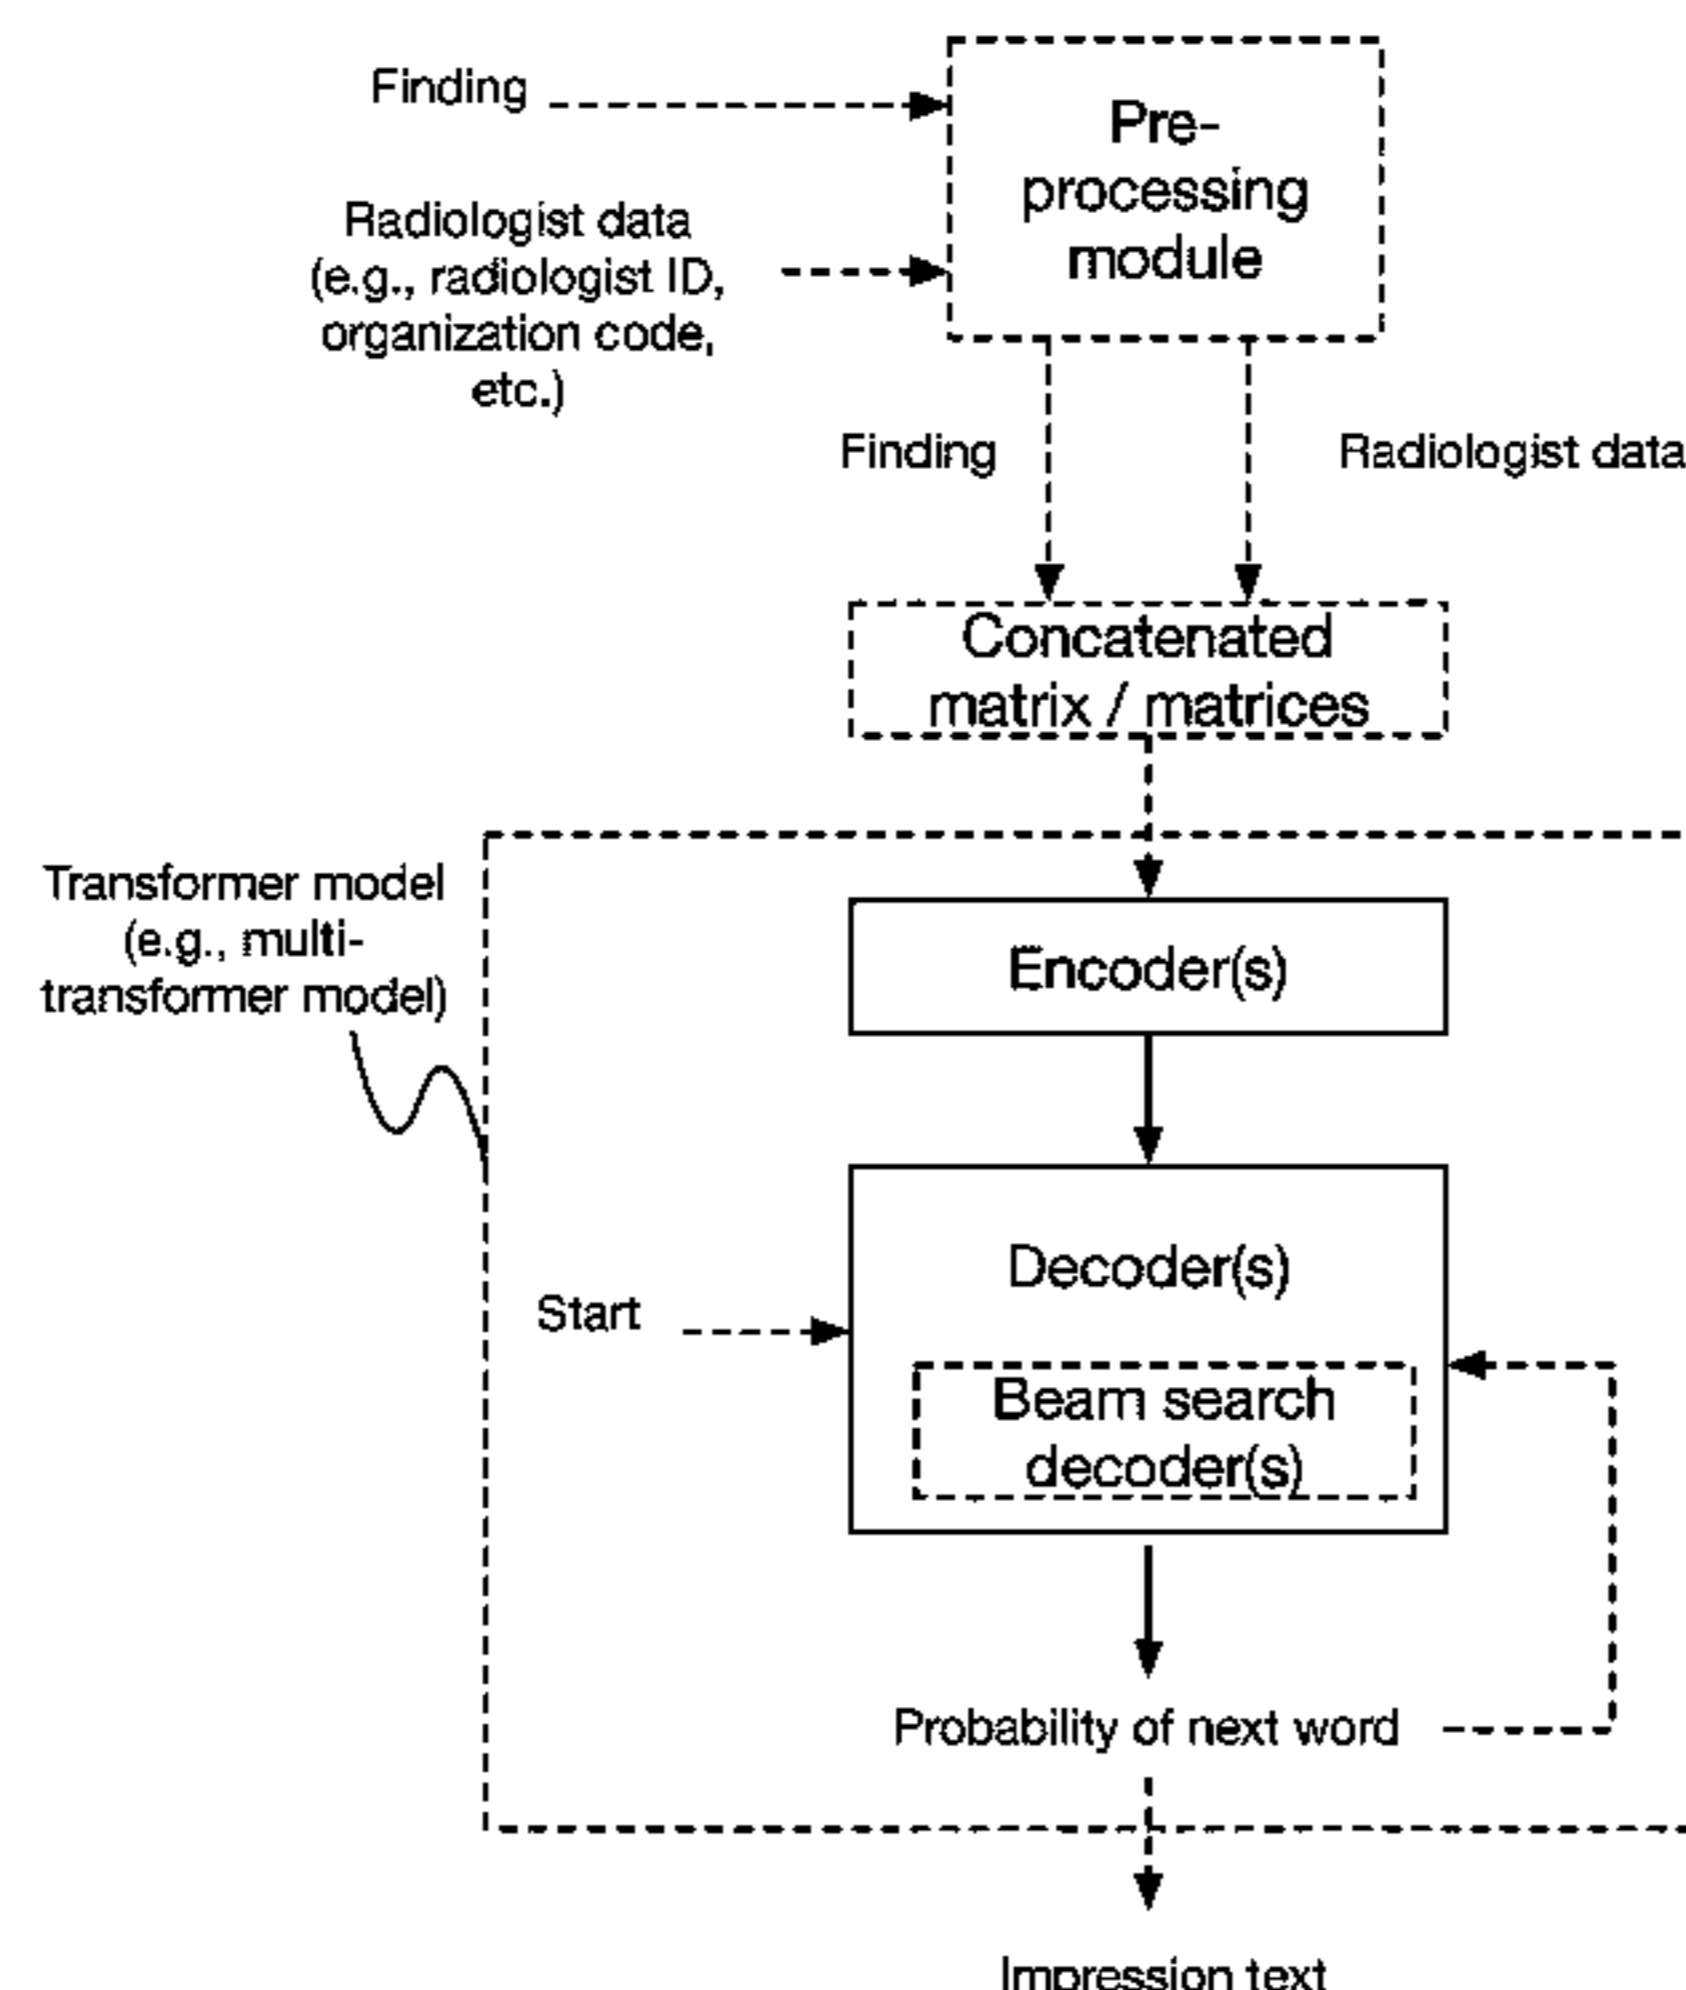 Finding
Pre-
processing
module
Radiologist data
(e.g., radiologist ID,
organization code,
etc.)
Finding
Radiologist data
Concatenated
matrix / matrices
Transformer model
(e.g., multi-
transformer model)
Encoder(s)
Decoder(s)
Start
Beam search
decoder(s)
Probability of next word
Impression text